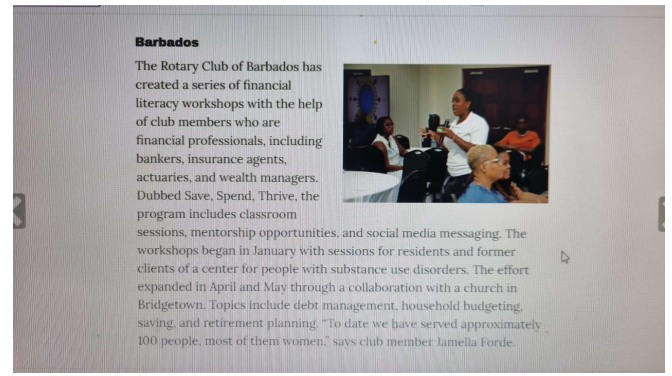 Barbados
The Rotary Club of Barbados has
created a series of financial
literacy workshops with the help
of club members who are
financial professionals, including
bankers, insurance agents,
actuaries, and wealth managers.
Dubbed Save, Spend, Thrive, the
program includes classroom
sessions, mentorship opportunities, and social media messaging. The
workshops began in January with sessions for residents and former
clients of a center for people with substance use disorders. The effort
expanded in April and May through a collaboration with a church in
Bridgetown. Topics include debt management, household budgeting,
saving, and retirement planning. “To date we have served approximately
100 people, most of them women,” says club member Jamella Forde.